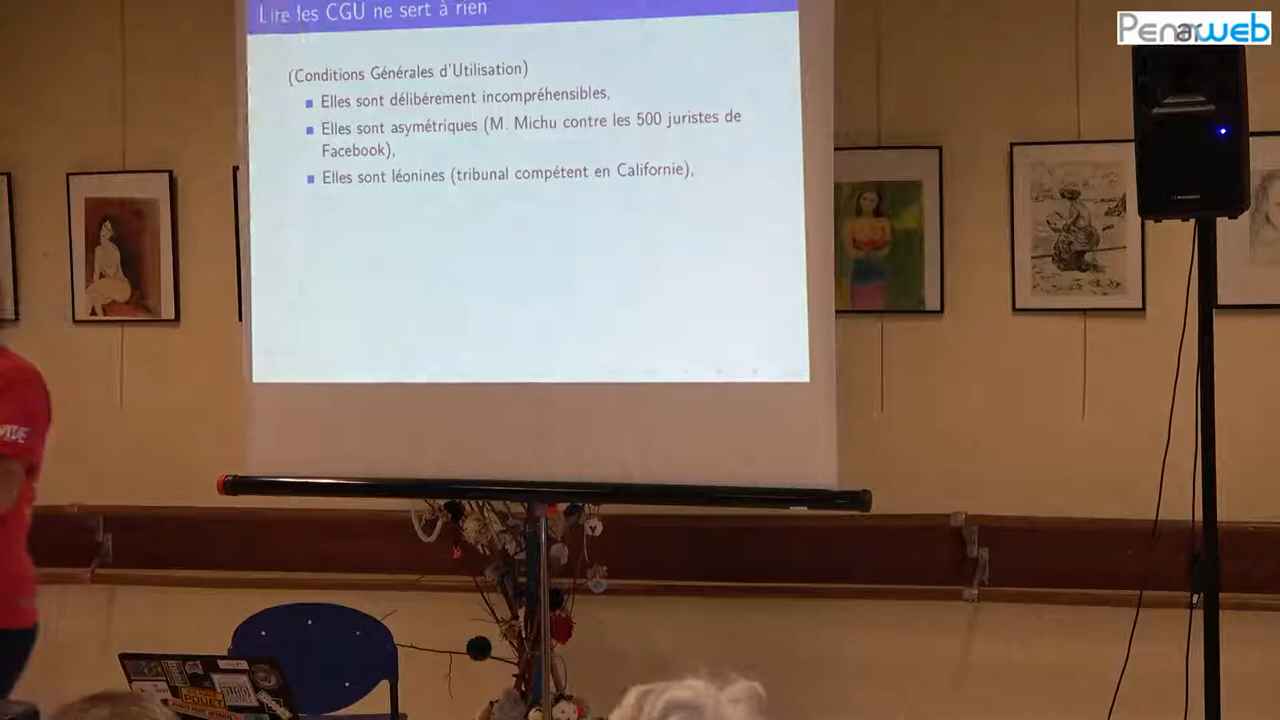 Lire les CGU ne sert à rien
Penarweb
(Conditions Générales d'Utilisation)
Elles sont délibérement incompréhensibles,
Elles sont asymétriques (M. Michu contre les 500 juristes de
Facebook),
Elles sont léonines (tribunal compétent en Californie),
POUET